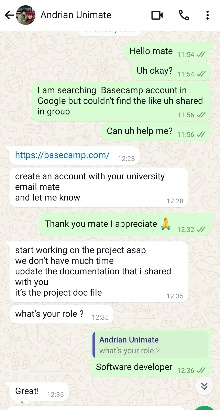 Andrian Unimate
Hello mate 11:54
Uh okay? 11:54
I am searching Basecamp account in
Google but couldn't find the like uh shared
in group 11:56
Can uh help me? 11:56
https://basecamp.com/ 12:28
create an account with your university
email mate
and let me know 12:28
Thank you mate I appreciate 🙏 12:32
start working on the project asap
we don't have much time
update the documentation that i shared
with you
it's the project doc file 12:35
what's your role ? 12:35
Andrian Unimate
what's your role ?
Software developer 12:36
Great! 12:36